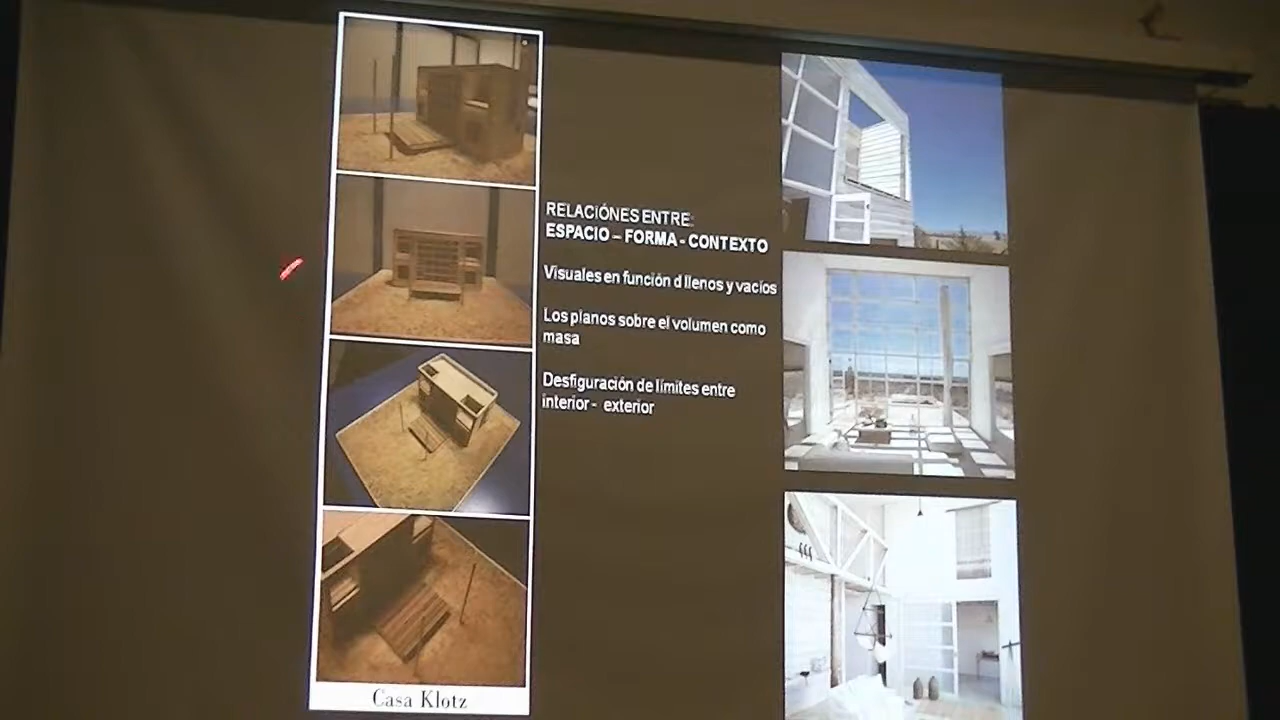 RELACIÓNES ENTRE:
ESPACIO – FORMA - CONTEXTO
Visuales en función d llenos y vacíos
Los planos sobre el volumen como
masa
Desfiguración de límites entre
interior - exterior
Casa Klotz